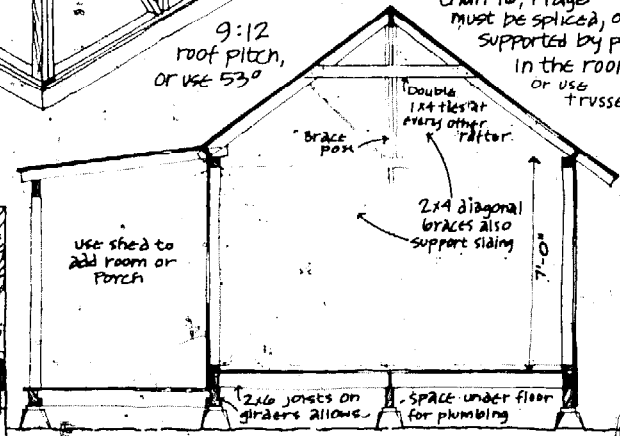 9:12
roof pitch,
or use 53°
must be spliced, o
supported by p
in the roo
or use
trusse
Double
1x4 ties at
every other
rafter
Brace
post
2x4 diagonal
braces also
support siding
7'-0"
use shed to
add room or
Porch
2x6 joists on
girders allows
space under floor
for plumbing